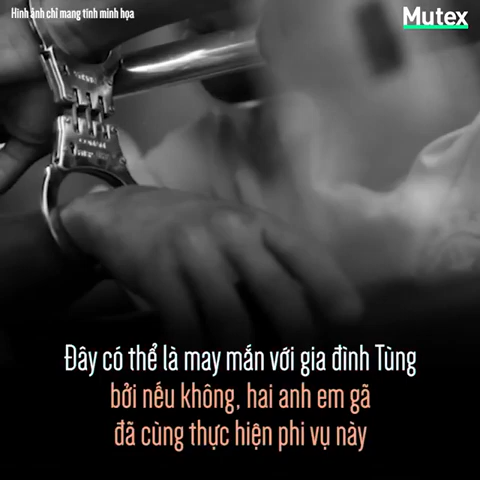 Hình ảnh chỉ mang tính minh họa
Mutex
Đây có thể là may mắn với gia đình Tùng
bởi nếu không, hai anh em gã
đã cùng thực hiện phi vụ này